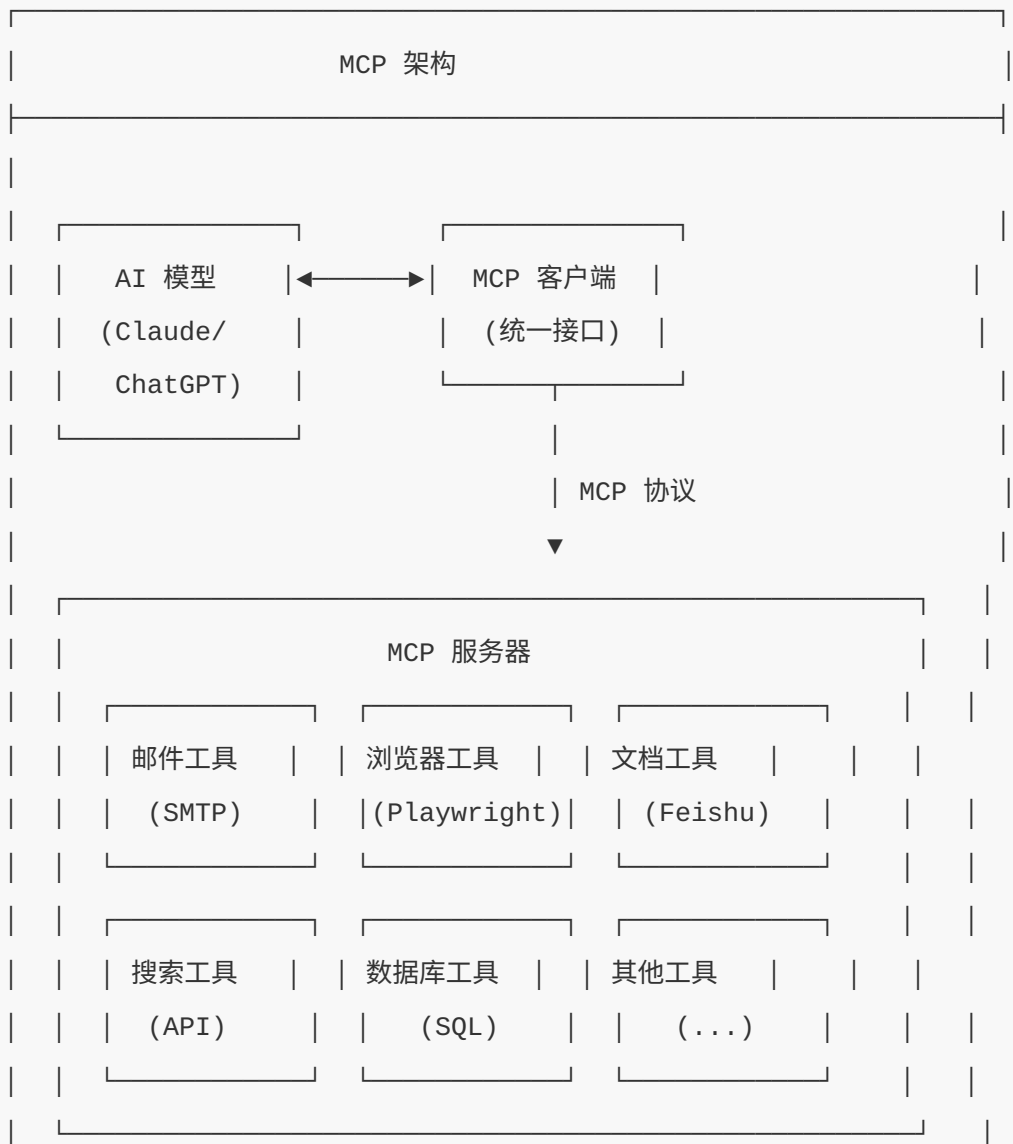 MCP 架构
AI 模型 MCP 客户端
(Claude/ (统一接口)
ChatGPT)
MCP 协议
MCP 服务器
邮件工具 浏览器工具 文档工具
(SMTP) (Playwright) (Feishu)
搜索工具 数据库工具 其他工具
(API) (SQL) (...)